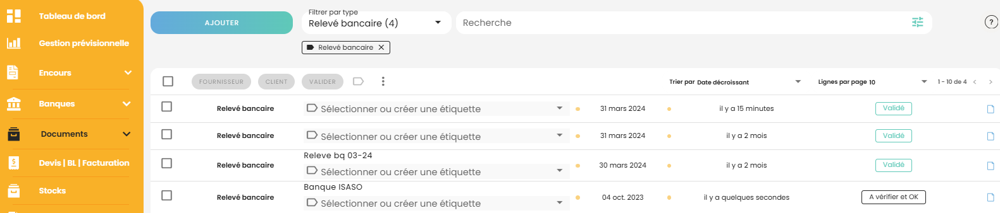 Tableau de bord
Gestion prévisionnelle
Encours
Banques
Documents
Devis | BL | Facturation
Stocks
AJOUTER
Filtrer par type
Relevé bancaire (4)
Recherche
?
Relevé bancaire
FOURNISSEUR CLIENT VALIDER Trier par Date décroissant Lignes par page 10 1 - 10 de 4
Relevé bancaire Sélectionner ou créer une étiquette 31 mars 2024 il y a 15 minutes Validé
Relevé bancaire Sélectionner ou créer une étiquette 31 mars 2024 il y a 2 mois Validé
Releve bq 03-24
Relevé bancaire Sélectionner ou créer une étiquette 30 mars 2024 il y a 2 mois Validé
Banque ISASO
Relevé bancaire Sélectionner ou créer une étiquette 04 oct. 2023 il y a quelques secondes A vérifier et OK